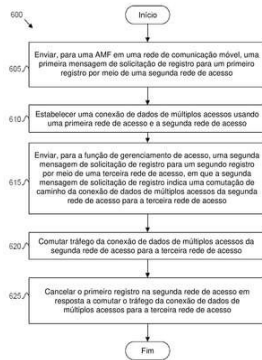 600
Início
605
Enviar, para uma AMF em uma rede de comunicação móvel, uma
primeira mensagem de solicitação de registro para um primeiro
registro por meio de uma segunda rede de acesso
610
Estabelecer uma conexão de dados de múltiplos acessos usando
uma primeira rede de acesso e a segunda rede de acesso
615
Enviar, para a função de gerenciamento de acesso, uma segunda
mensagem de solicitação de registro para um segundo registro
por meio de uma terceira rede de acesso, em que a segunda
mensagem de solicitação de registro indica uma comutação de
caminho da conexão de dados de múltiplos acessos da segunda
rede de acesso para a terceira rede de acesso
620
Comutar tráfego da conexão de dados de múltiplos acessos da
segunda rede de acesso para a terceira rede de acesso
625
Cancelar o primeiro registro na segunda rede de acesso em
resposta a comutar o tráfego da conexão de dados de
múltiplos acessos para a terceira rede de acesso
Fim